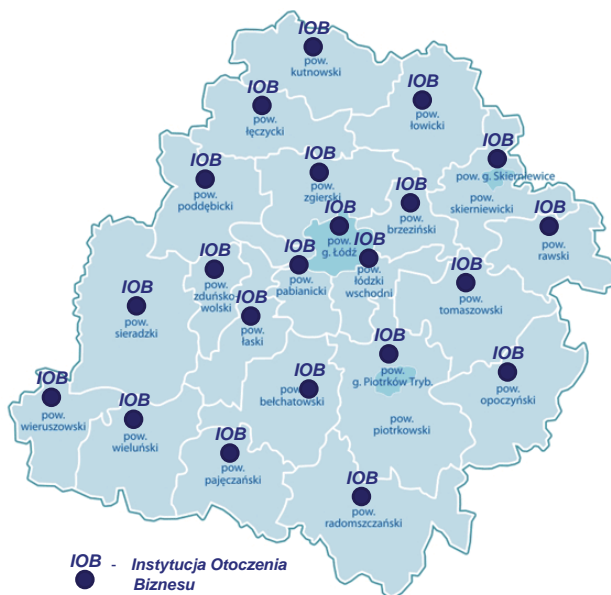 IOB
pow.
kutnowski
IOB
pow.
łęczycki
IOB
pow.
łowicki
IOB
pow. g. Skierniewice
pow.
skierniewicki
IOB
pow.
zgierski
IOB
pow.
poddębicki
IOB
pow.
brzeziński
IOB
pow.
rawski
IOB
pow.
g. Łódź
IOB
pow.
łódzki
wschodni
IOB
pow.
pabianicki
IOB
pow.
zduńsko-
wolski
IOB
pow.
tomaszowski
IOB
pow.
sieradzki
IOB
pow.
łaski
IOB
pow.
g. Piotrków Tryb.
pow.
piotrkowski
IOB
pow.
opoczyński
IOB
pow.
bełchatowski
IOB
pow.
wieruszowski
IOB
pow.
wieluński
IOB
pow.
pajęczański
IOB
pow.
radomszczański
IOB - Instytucja Otoczenia
Biznesu